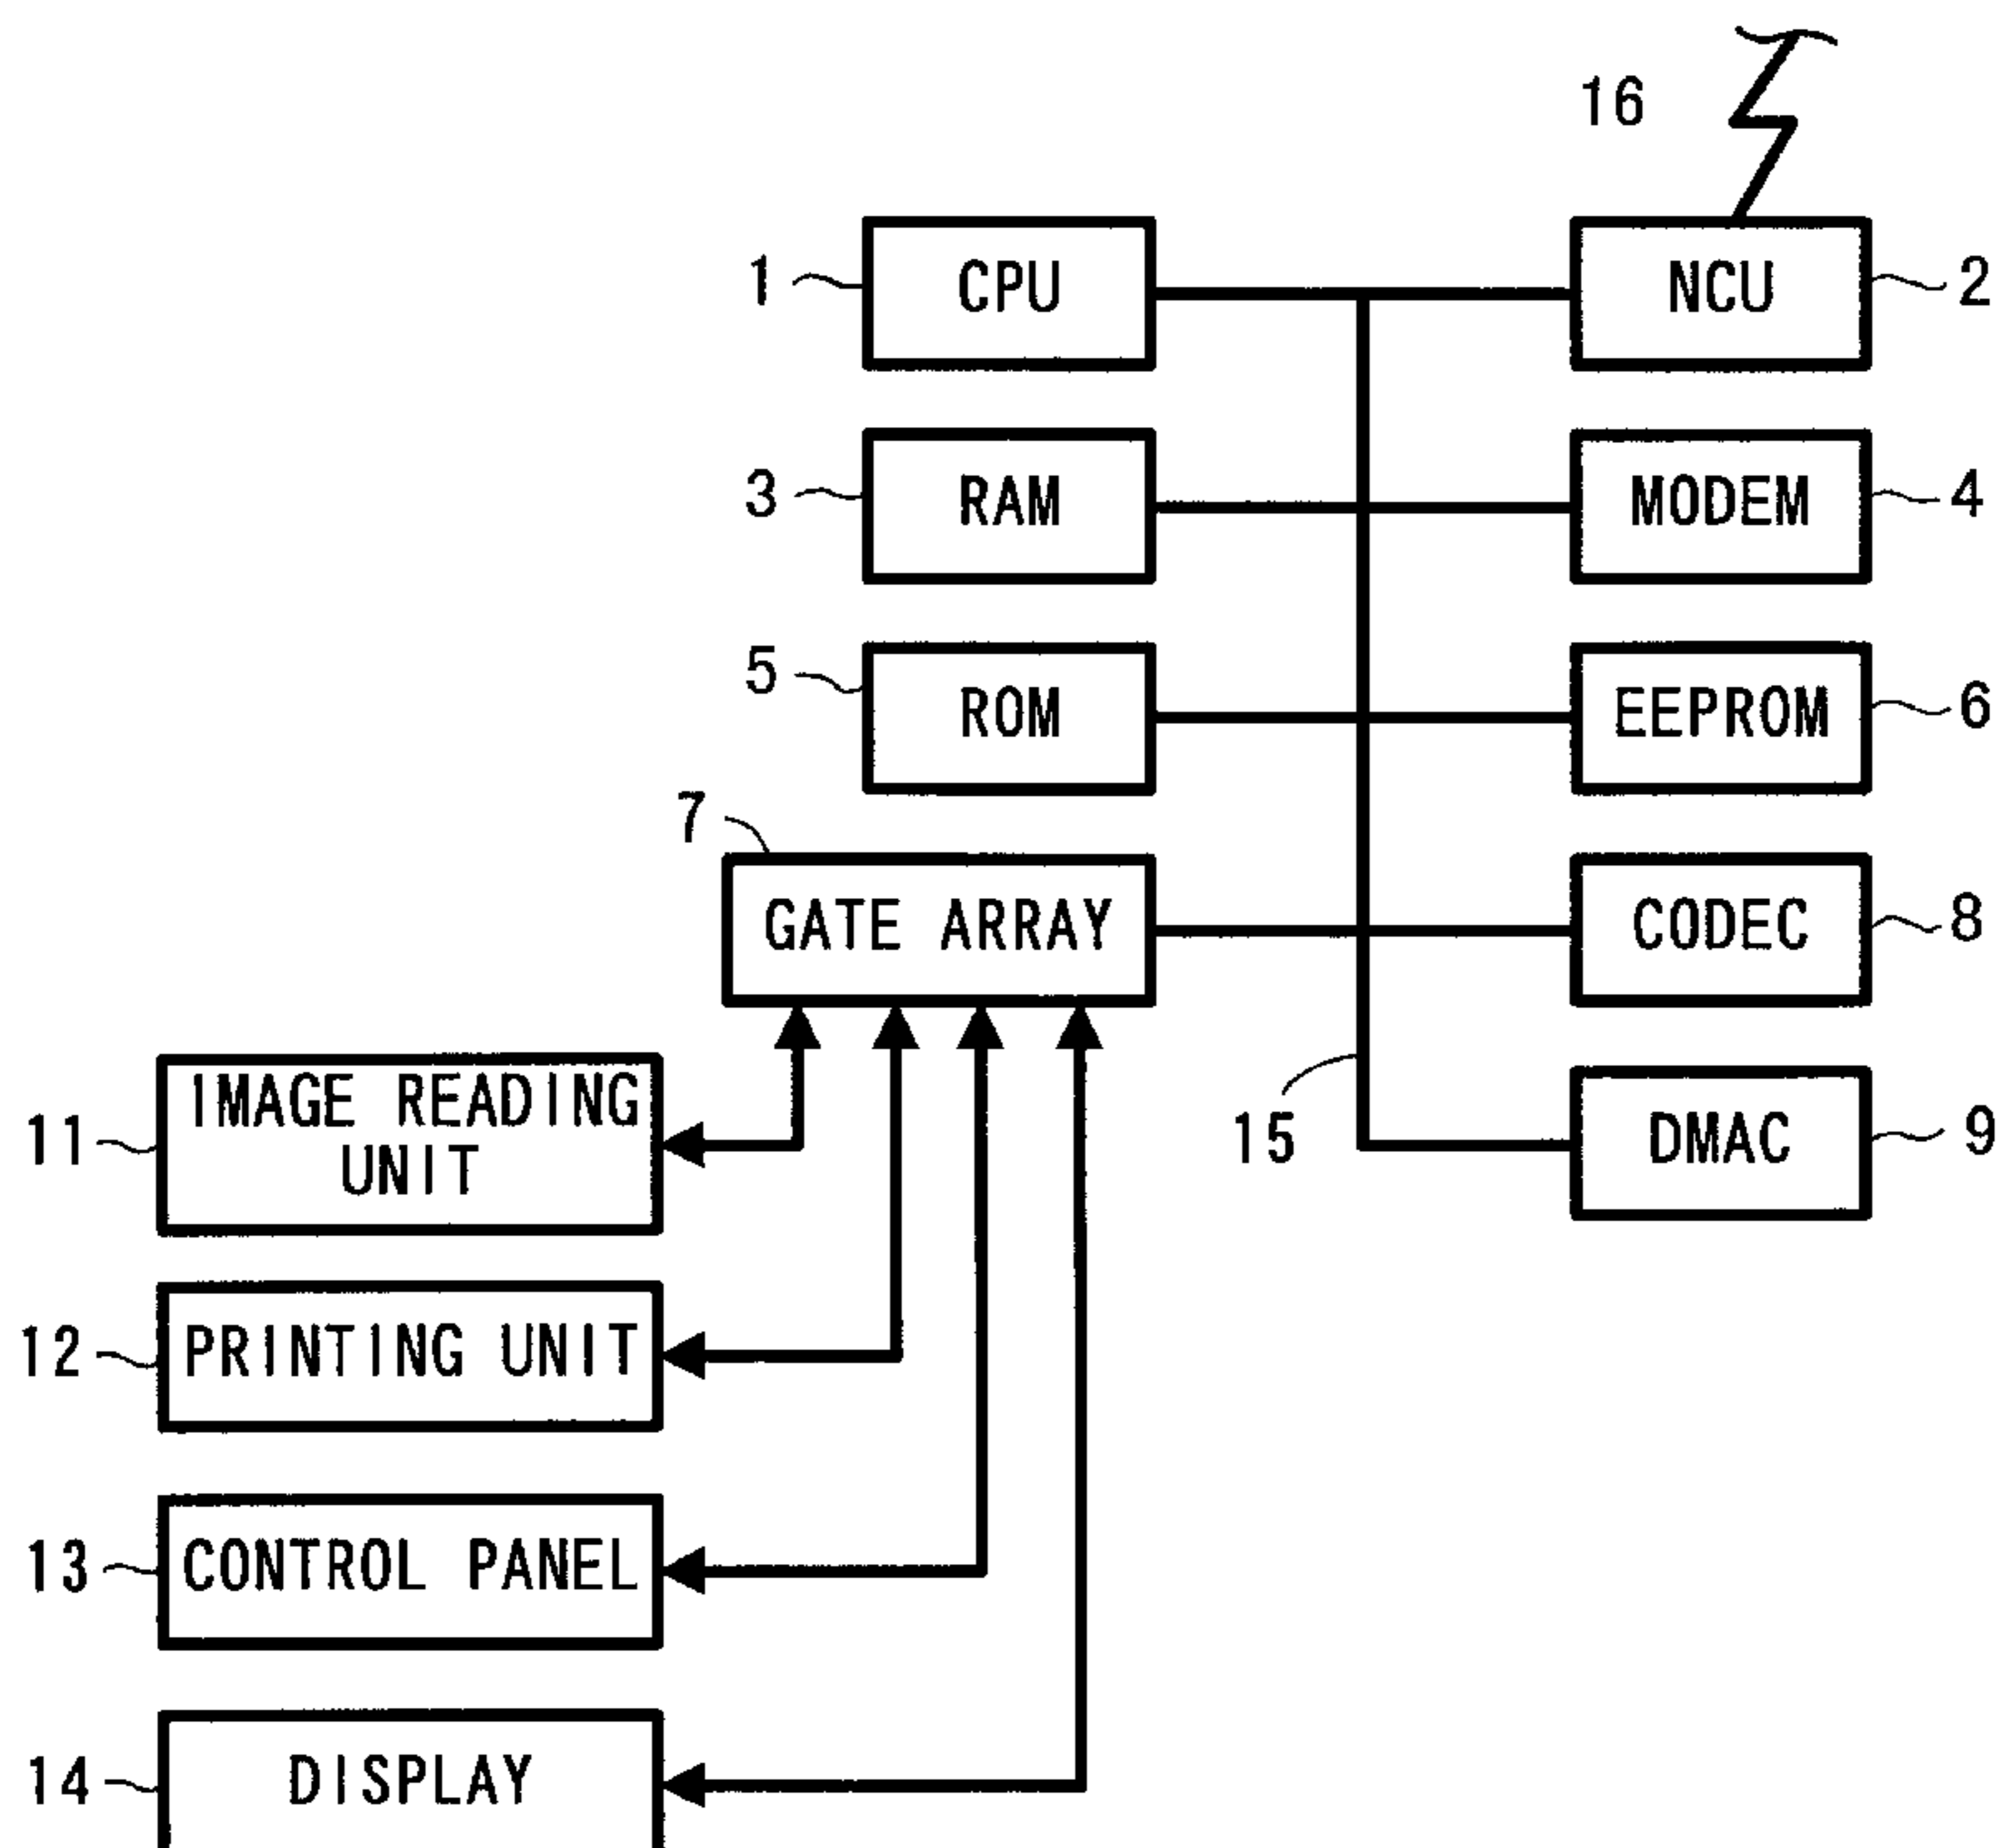 16
1 CPU NCU 2
3 RAM MODEM 4
5 ROM EEPROM 6
7
GATE ARRAY CODEC 8
11 IMAGE READING
UNIT
15 DMAC 9
12 PRINTING UNIT
13 CONTROL PANEL
14 DISPLAY